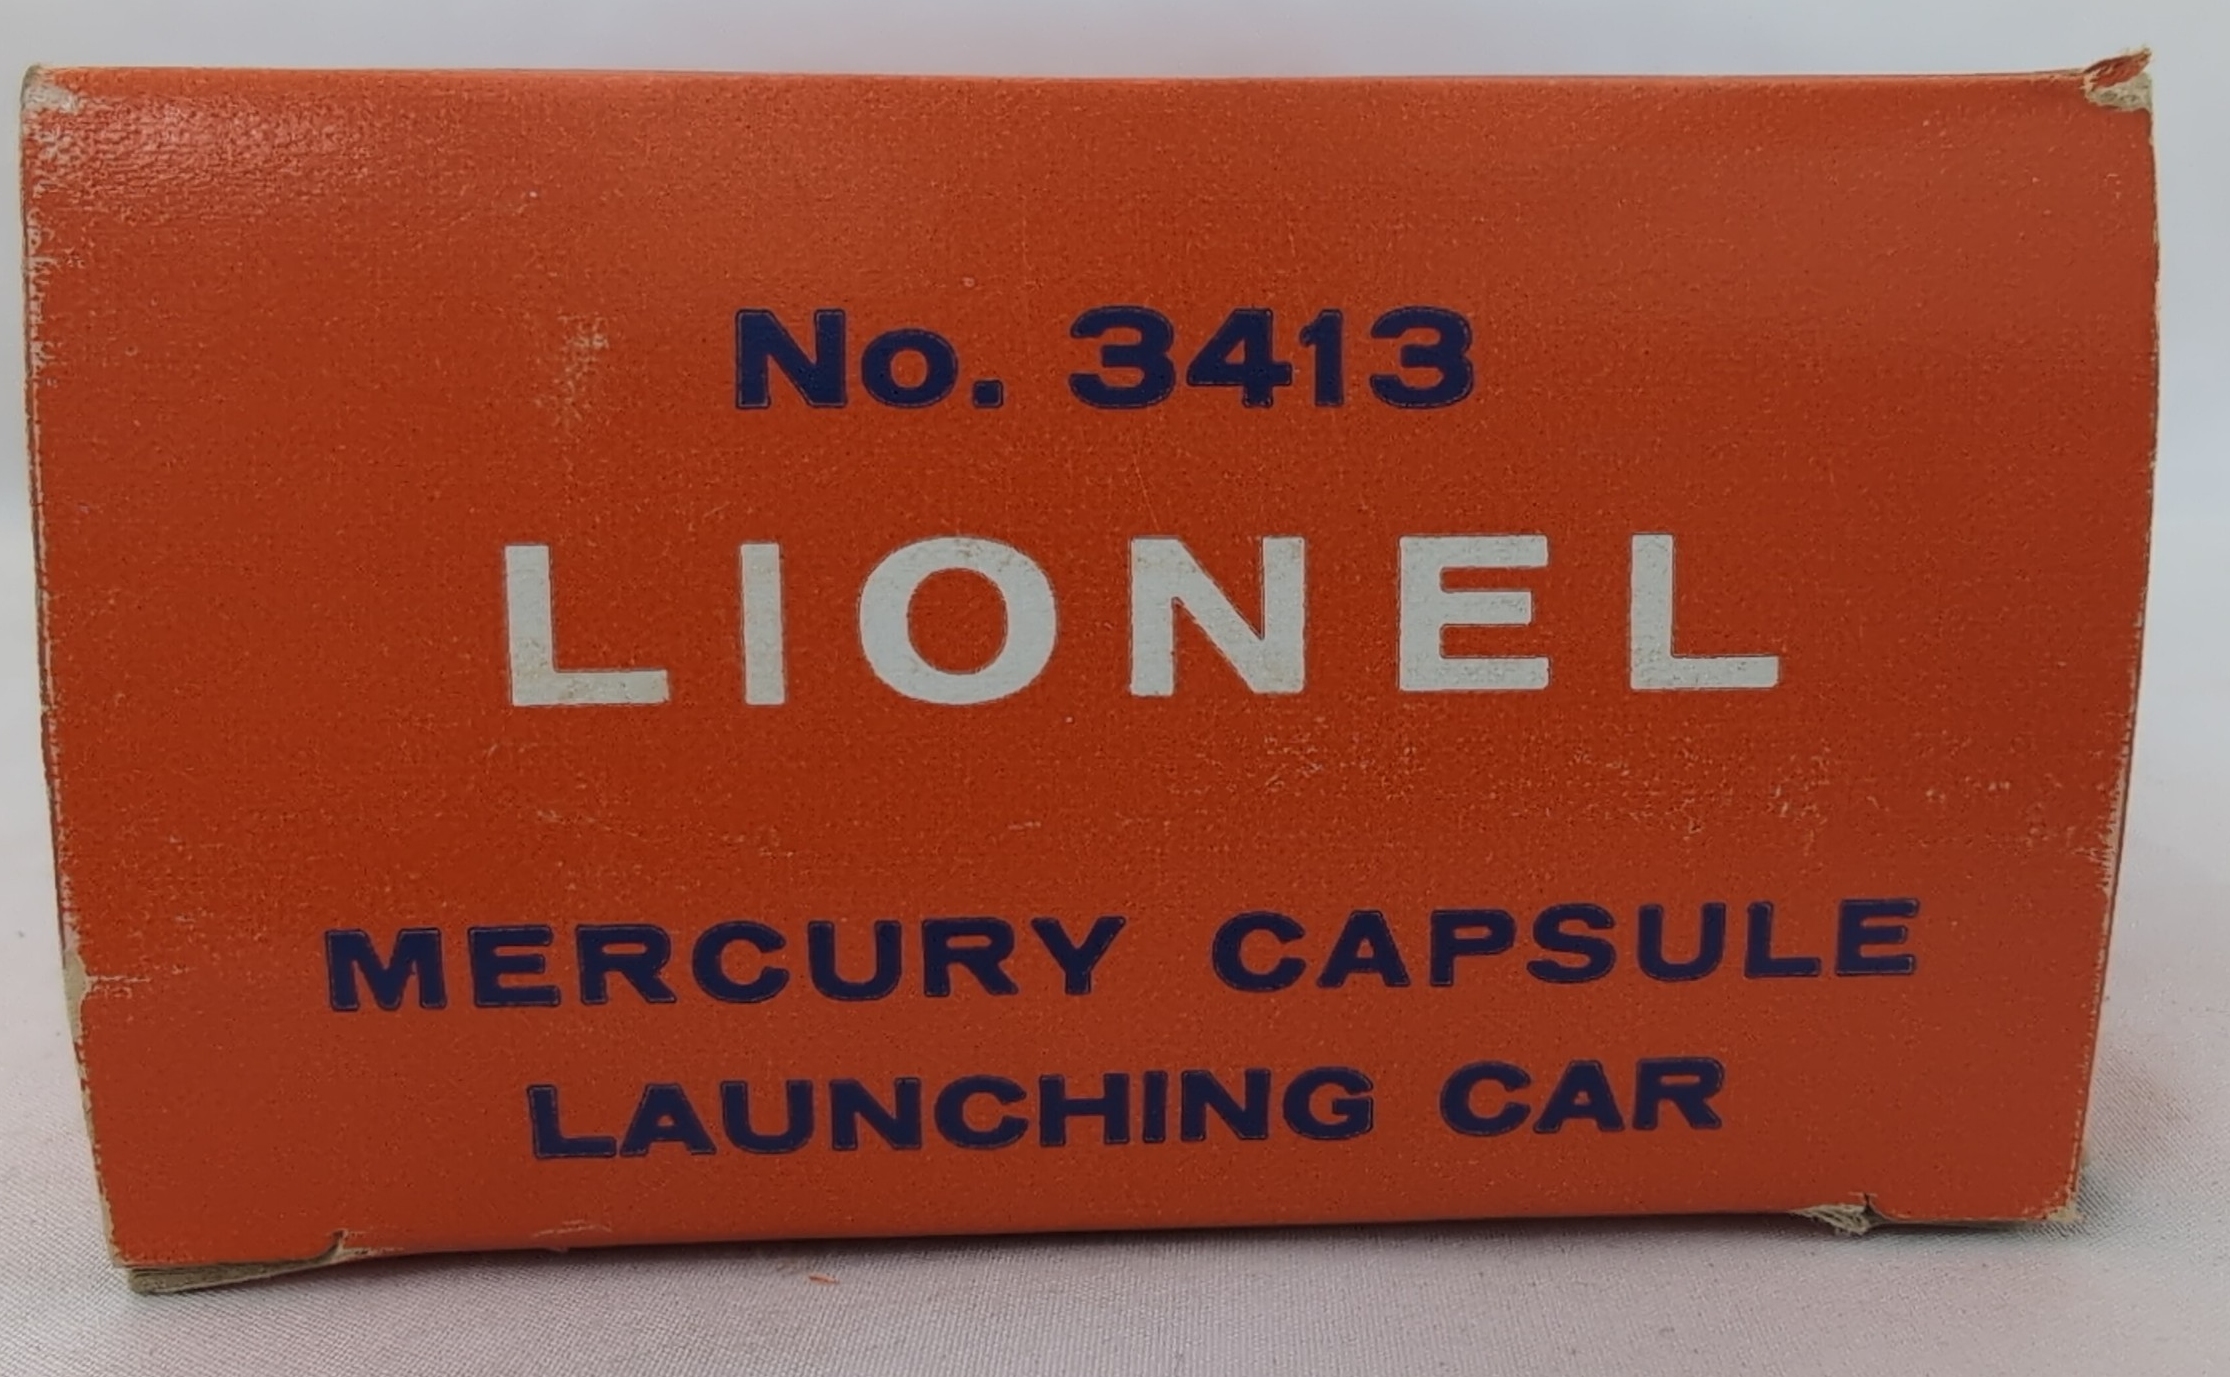 No. 3413
LIONEL
MERCURY CAPSULE
LAUNCHING CAR